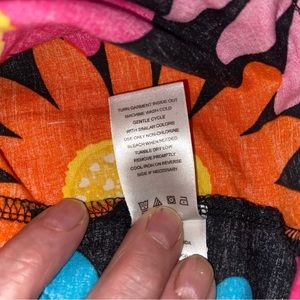 TURN GARMENT INSIDE OUT
MACHINE WASH COLD
GENTLE CYCLE
WITH SIMILAR COLORS
USE ONLY NON-CHLORINE
BLEACH WHEN NEEDED
TUMBLE DRY LOW
REMOVE PROMPTLY
COOL IRON ON REVERSE
SIDE IF NECESSARY